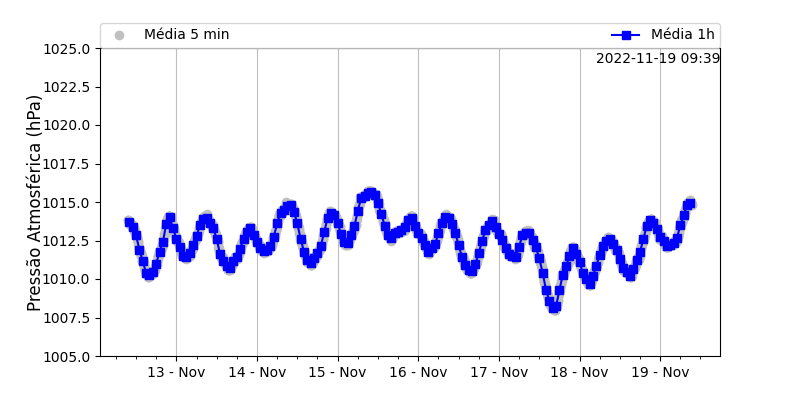 Média 5 min
Média 1h
2022-11-19 09:39
Pressão Atmosférica (hPa)
1025.0
1022.5
1020.0
1017.5
1015.0
1012.5
1010.0
1007.5
1005.0
13 - Nov
14 - Nov
15 - Nov
16 - Nov
17 - Nov
18 - Nov
19 - Nov